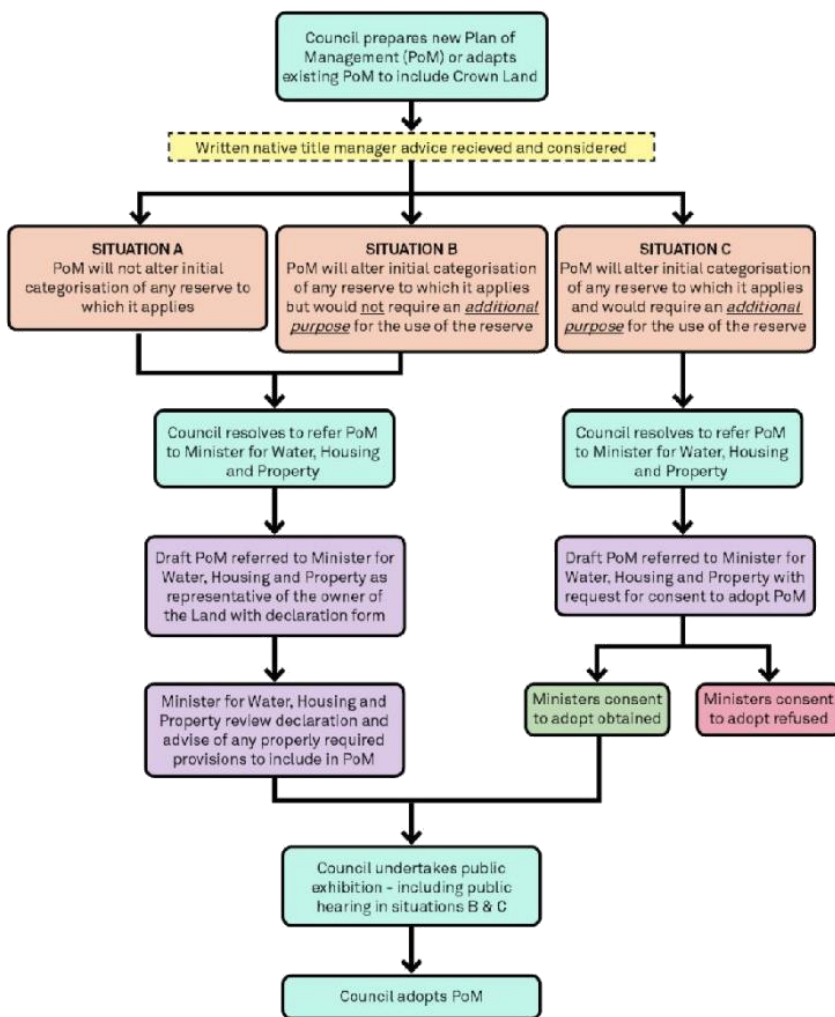 Council prepares new Plan of
Management (PoM) or adapts
existing PoM to include Crown Land
Written native title manager advice recieved and considered
SITUATION A
PoM will not alter initial
categorisation of any reserve to
which it applies
SITUATION B
PoM will alter initial categorisation
of any reserve to which it applies
but would not require an additional
purpose for the use of the reserve
SITUATION C
PoM will alter initial categorisation
of any reserve to which it applies
and would require an additional
purpose for the use of the reserve
Council resolves to refer PoM
to Minister for Water, Housing
and Property
Council resolves to refer PoM
to Minister for Water, Housing
and Property
Draft PoM referred to Minister for
Water, Housing and Property as
representative of the owner of
the Land with declaration form
Draft PoM referred to Minister for
Water, Housing and Property with
request for consent to adopt PoM
Minister for Water, Housing and
Property review declaration and
advise of any properly required
provisions to include in PoM
Ministers consent
to adopt obtained
Ministers consent
to adopt refused
Council undertakes public
exhibition - including public
hearing in situations B & C
Council adopts PoM